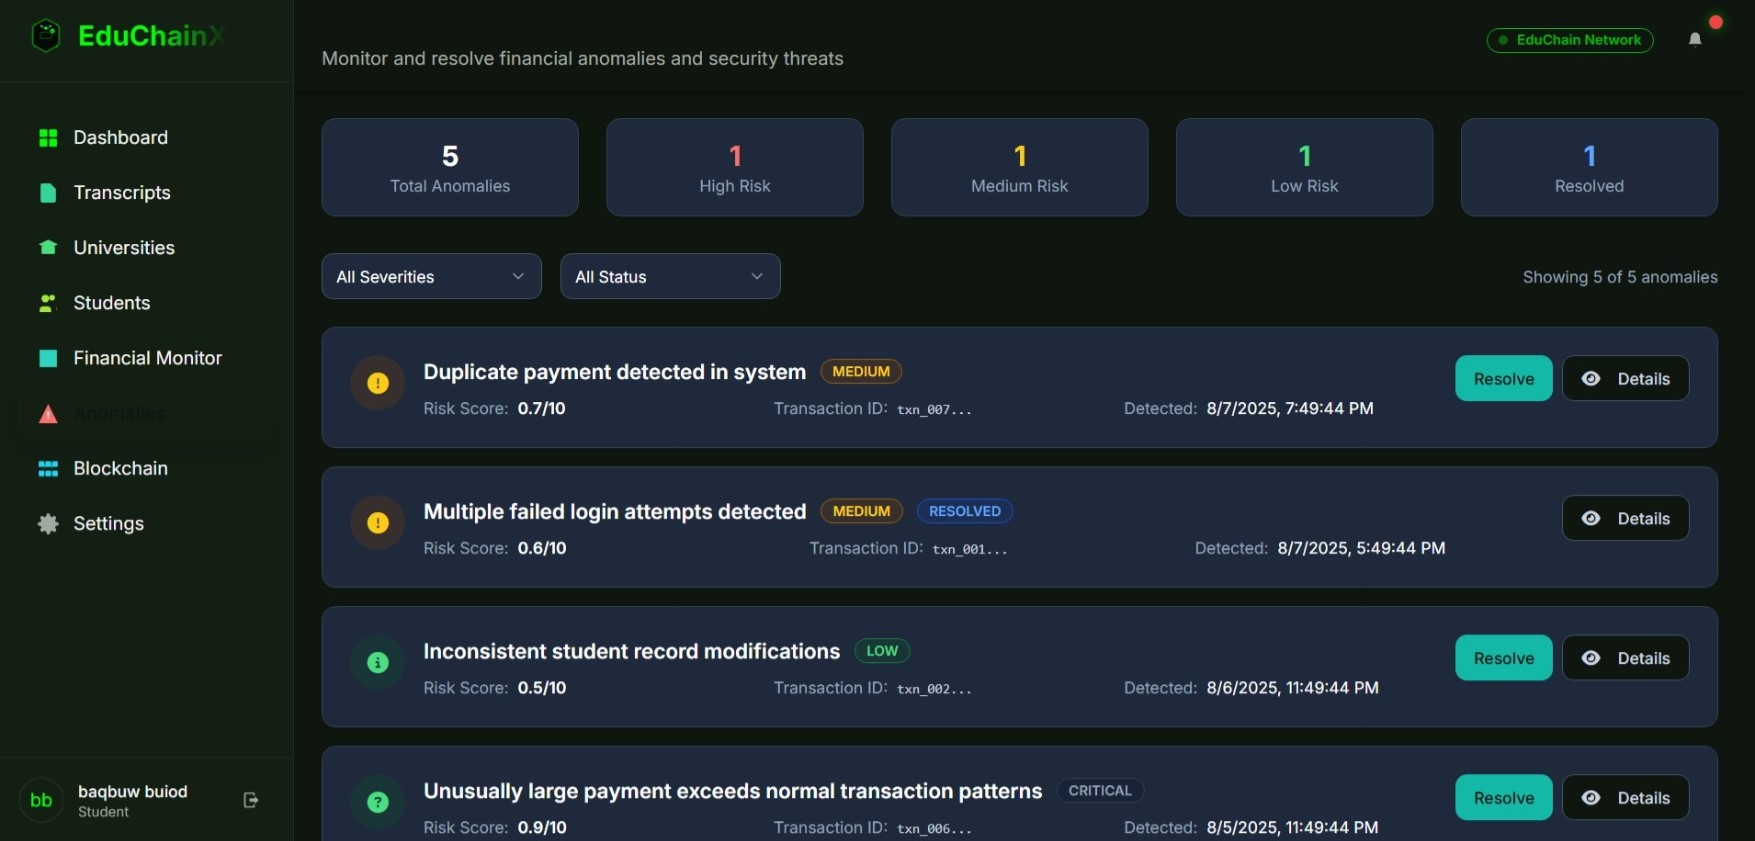 EduChainX
Monitor and resolve financial anomalies and security threats
EduChain Network
Dashboard
Transcripts
Universities
Students
Financial Monitor
Anomalies
Blockchain
Settings
bb
baqbuw buiod
Student
5
Total Anomalies
1
High Risk
1
Medium Risk
1
Low Risk
1
Resolved
All Severities
All Status
Showing 5 of 5 anomalies
Duplicate payment detected in system MEDIUM
Resolve Details
Risk Score: 0.7/10 Transaction ID: txn_007... Detected: 8/7/2025, 7:49:44 PM
Multiple failed login attempts detected MEDIUM RESOLVED
Details
Risk Score: 0.6/10 Transaction ID: txn_001... Detected: 8/7/2025, 5:49:44 PM
Inconsistent student record modifications LOW
Resolve Details
Risk Score: 0.5/10 Transaction ID: txn_002... Detected: 8/6/2025, 11:49:44 PM
Unusually large payment exceeds normal transaction patterns CRITICAL
Resolve Details
Risk Score: 0.9/10 Transaction ID: txn_006... Detected: 8/5/2025, 11:49:44 PM